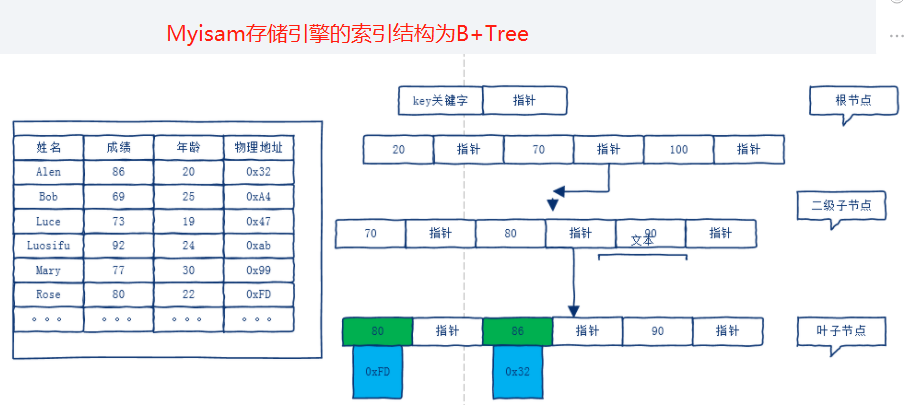 Myisam存储引擎的索引结构为B+Tree
key关键字 指针 根节点
20 指针 70 指针 100 指针
姓名 成绩 年龄 物理地址
Alen 86 20 0x32
Bob 69 25 0xA4
Luce 73 19 0x47
Luosifu 92 24 0xab
Mary 77 30 0x99
Rose 80 22 0xFD
。。。 。。。 。。。 。。。
二级子节点
70 指针 80 指针 90 指针
文本
80 指针 86 指针 90 指针 叶子节点
0xFD 0x32